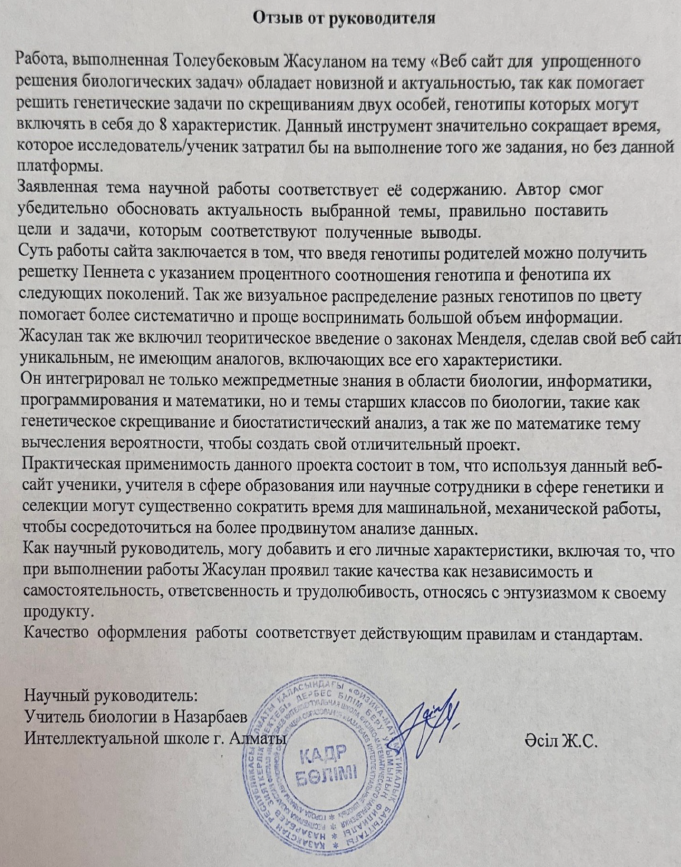 Отзыв от руководителя
Работа, выполненная Толеубековым Жасуланом на тему «Веб сайт для упрощенного
решения биологических задач» обладает новизной и актуальностью, так как помогает
решить генетические задачи по скрещиваниям двух особей, генотипы которых могут
включять в себя до 8 характеристик. Данный инструмент значительно сокращает время,
которое исследователь/ученик затратил бы на выполнение того же задания, но без данной
платформы.
Заявленная тема научной работы соответствует её содержанию. Автор смог
убедительно обосновать актуальность выбранной темы, правильно поставить
цели и задачи, которым соответствуют полученные выводы.
Суть работы сайта заключается в том, что введя генотипы родителей можно получить
решетку Пеннета с указанием процентного соотношения генотипа и фенотипа их
следующих поколений. Так же визуальное распределение разных генотипов по цвету
помогает более систематично и проще воспринимать большой объем информации.
Жасулан так же включил теоритическое введение о законах Менделя, сделав свой веб сайт
уникальным, не имеющим аналогов, включающих все его характеристики.
Он интегрировал не только межпредметные знания в области биологии, информатики,
программирования и математики, но и темы старших классов по биологии, такие как
генетическое скрещивание и биостатистический анализ, а так же по математике тему
вычесления вероятности, чтобы создать свой отличительный проект.
Практическая применимость данного проекта состоит в том, что используя данный веб-
сайт ученики, учителя в сфере образования или научные сотрудники в сфере генетики и
селекции могут существенно сократить время для машинальной, механической работы,
чтобы сосредоточиться на более продвинутом анализе данных.
Как научный руководитель, могу добавить и его личные характеристики, включая то, что
при выполнении работы Жасулан проявил такие качества как независимость и
самостоятельность, ответсвенность и трудолюбивость, относясь с энтузиазмом к своему
продукту.
Качество оформления работы соответствует действующим правилам и стандартам.
Научный руководитель:
Учитель биологии в Назарбаев
Интеллектуальной школе г. Алматы
Әсіл Ж.С.
КАДР
БӨЛІМІ